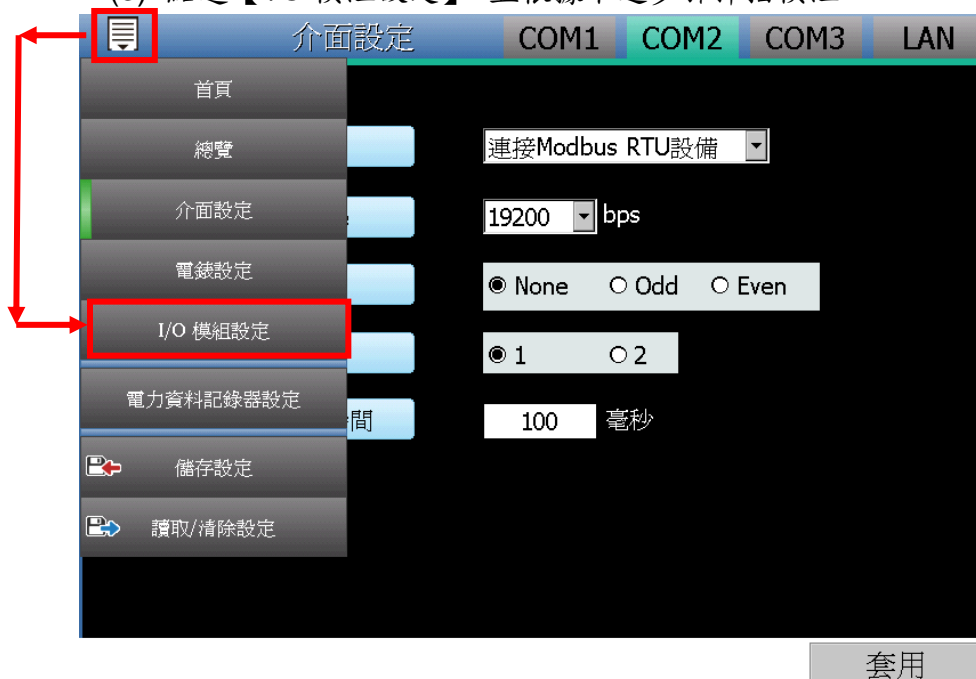 介面設定 COM1 COM2 COM3 LAN
首頁
總覽
連接Modbus RTU設備
介面設定
19200 bps
電錶設定
None Odd Even
I/O 模組設定
1 2
電力資料記錄器設定
間 100 毫秒
儲存設定
讀取/清除設定
套用